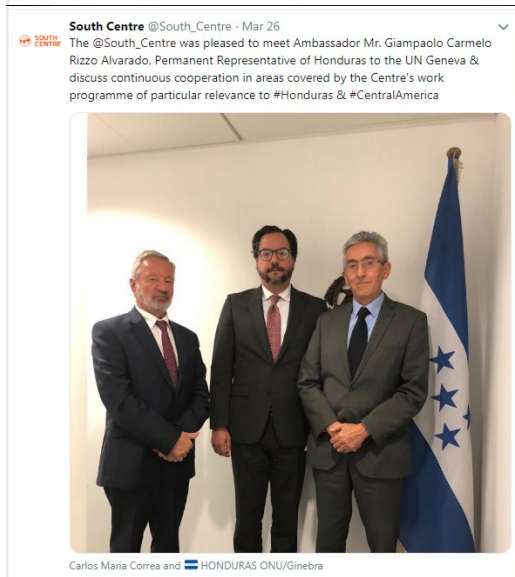 South Centre @South_Centre · Mar 26
SOUTH
CENTRE
The @South_Centre was pleased to meet Ambassador Mr. Giampaolo Carmelo
Rizzo Alvarado, Permanent Representative of Honduras to the UN Geneva &
discuss continuous cooperation in areas covered by the Centre's work
programme of particular relevance to #Honduras & #CentralAmerica
Carlos Maria Correa and HONDURAS ONU/Ginebra